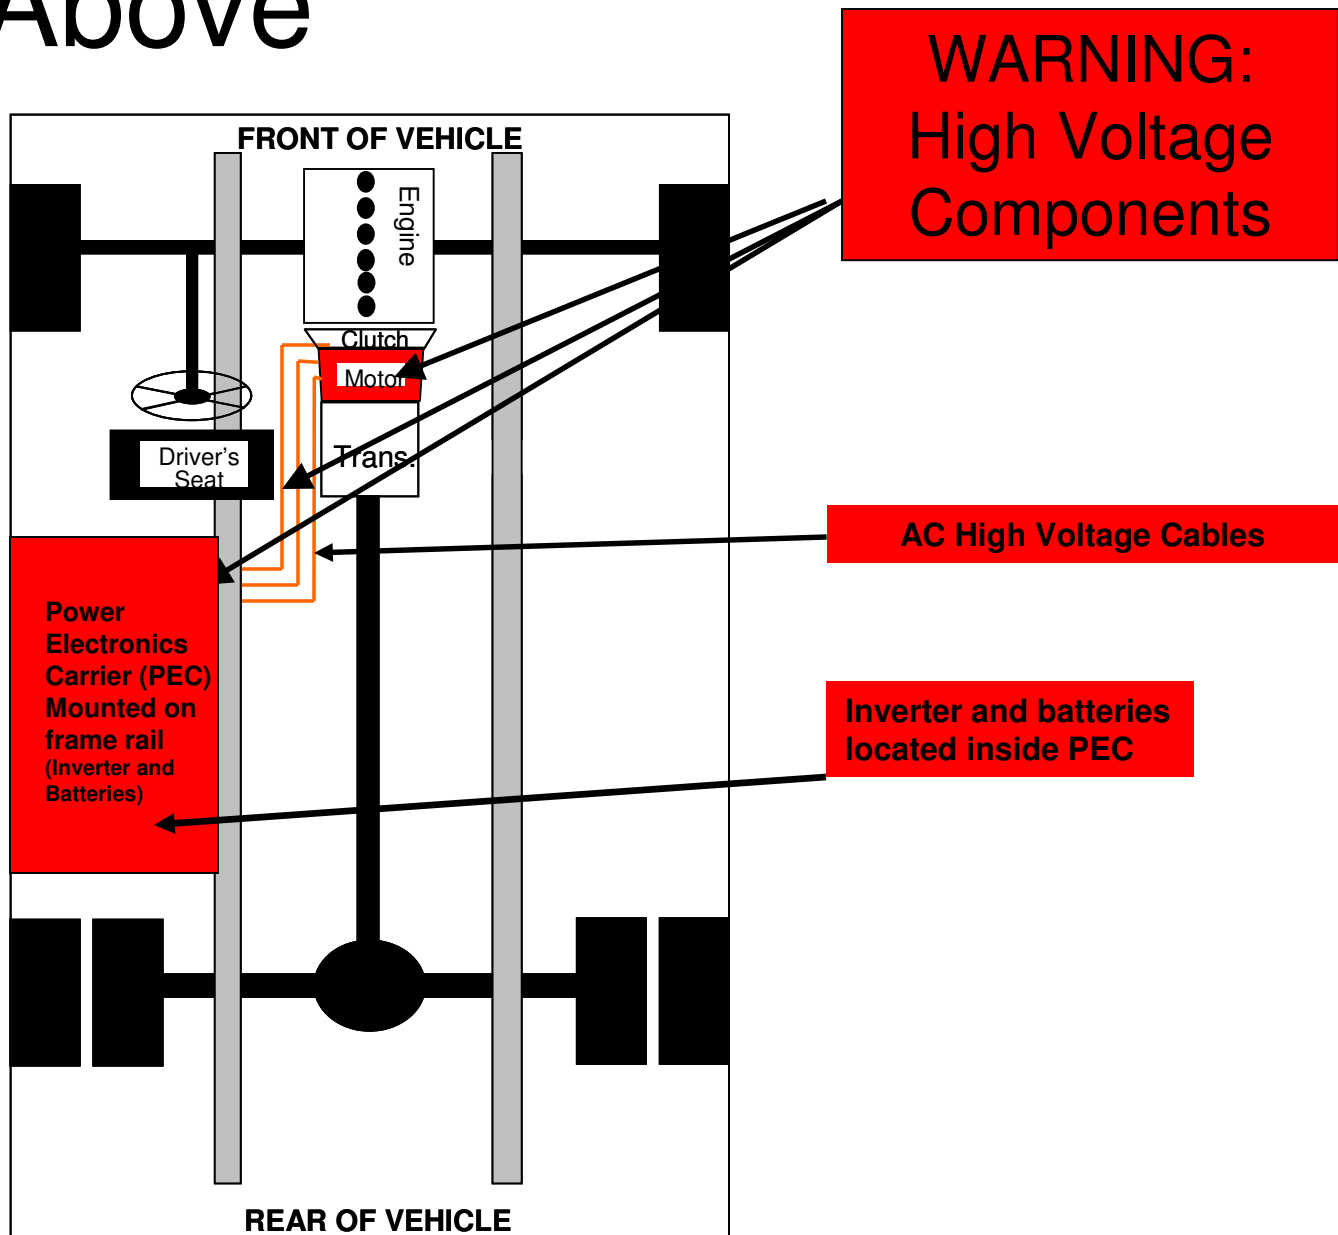 Above
WARNING:
High Voltage
Components
FRONT OF VEHICLE
Engine
Clutch
Motor
Driver's
Seat
Trans.
AC High Voltage Cables
Power
Electronics
Carrier (PEC)
Mounted on
frame rail
(Inverter and
Batteries)
Inverter and batteries
located inside PEC
REAR OF VEHICLE